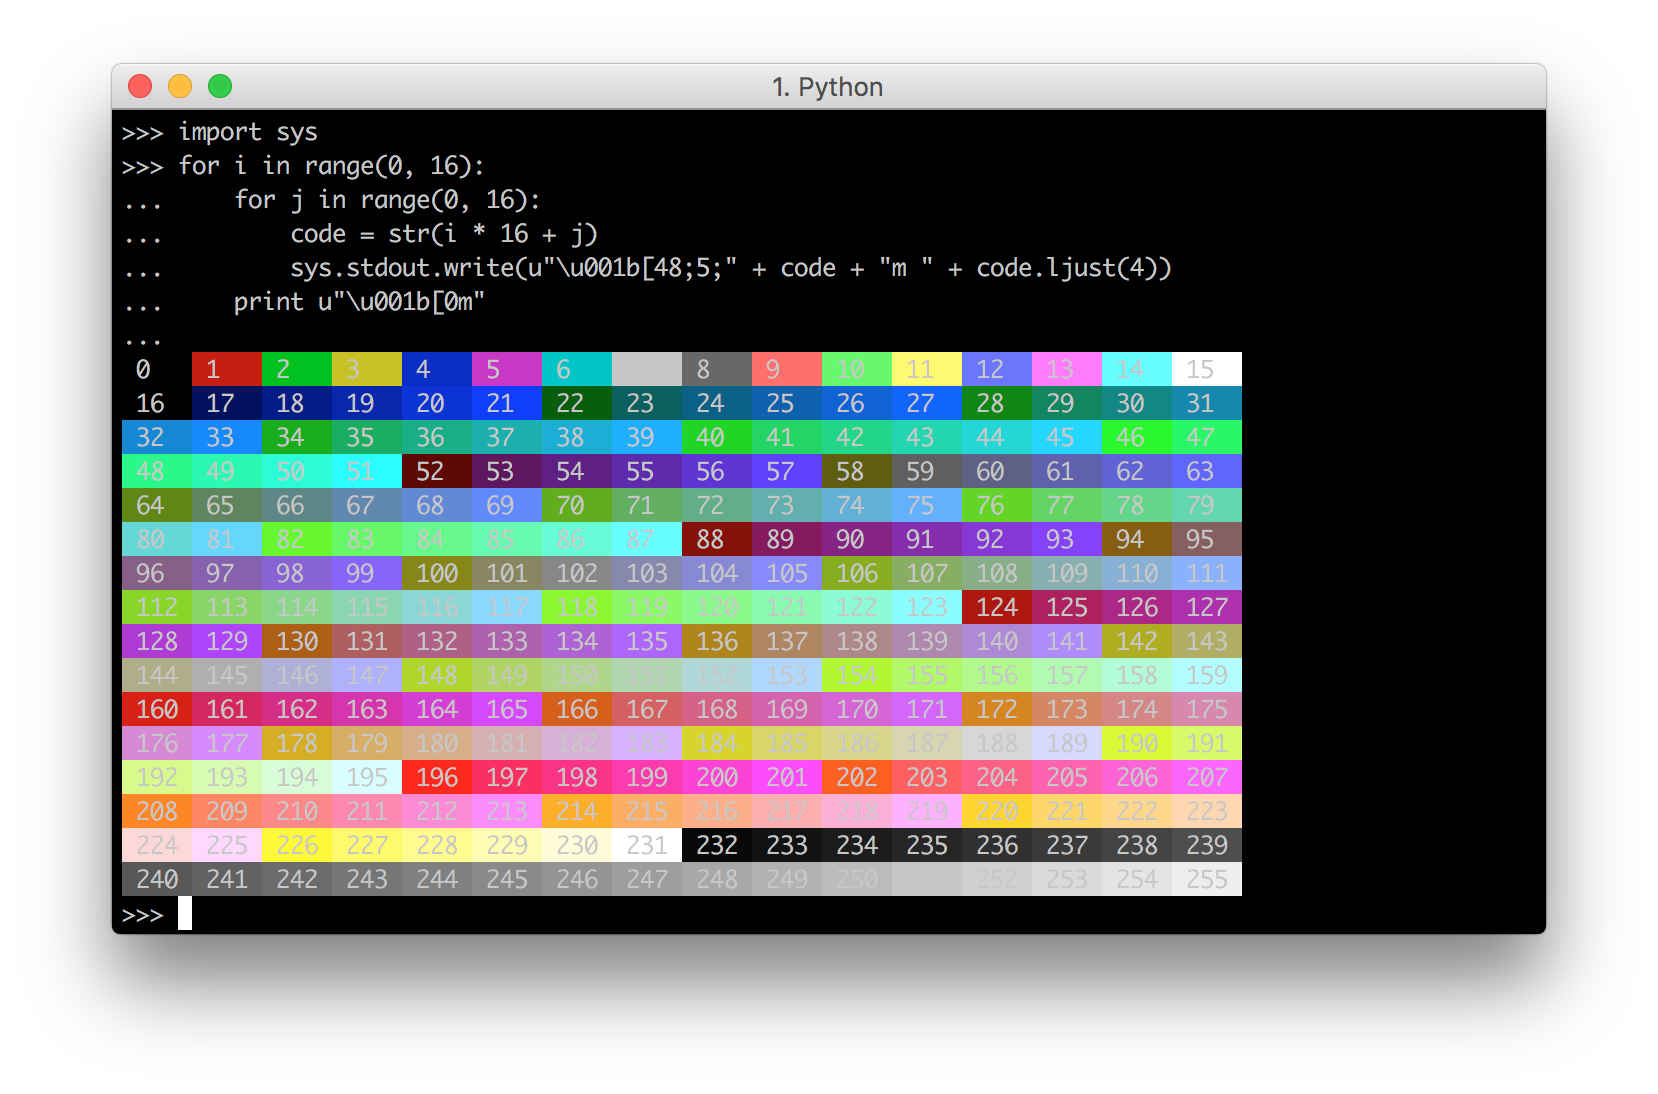 1. Python
>>> import sys
>>> for i in range(0, 16):
...     for j in range(0, 16):
...         code = str(i * 16 + j)
...         sys.stdout.write(u"\u001b[48;5;" + code + "m " + code.ljust(4))
...     print u"\u001b[0m"
...
0 1 2 3 4 5 6 8 9 10 11 12 13 14 15
16 17 18 19 20 21 22 23 24 25 26 27 28 29 30 31
32 33 34 35 36 37 38 39 40 41 42 43 44 45 46 47
48 49 50 51 52 53 54 55 56 57 58 59 60 61 62 63
64 65 66 67 68 69 70 71 72 73 74 75 76 77 78 79
80 81 82 83 84 85 86 87 88 89 90 91 92 93 94 95
96 97 98 99 100 101 102 103 104 105 106 107 108 109 110 111
112 113 114 115 116 117 118 119 120 121 122 123 124 125 126 127
128 129 130 131 132 133 134 135 136 137 138 139 140 141 142 143
144 145 146 147 148 149 150 151 152 153 154 155 156 157 158 159
160 161 162 163 164 165 166 167 168 169 170 171 172 173 174 175
176 177 178 179 180 181 182 183 184 185 186 187 188 189 190 191
192 193 194 195 196 197 198 199 200 201 202 203 204 205 206 207
208 209 210 211 212 213 214 215 216 217 218 219 220 221 222 223
224 225 226 227 228 229 230 231 232 233 234 235 236 237 238 239
240 241 242 243 244 245 246 247 248 249 250 252 253 254 255
>>>